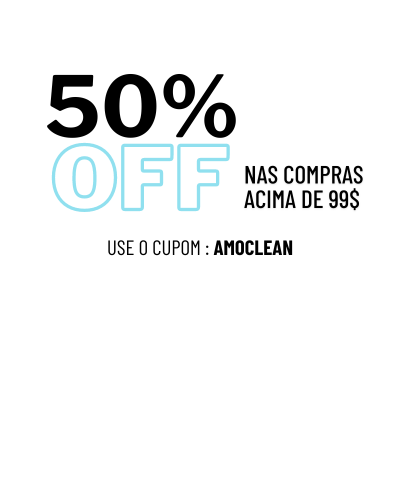 50%
OFF
NAS COMPRAS
ACIMA DE 99$
USE O CUPOM : AMOCLEAN